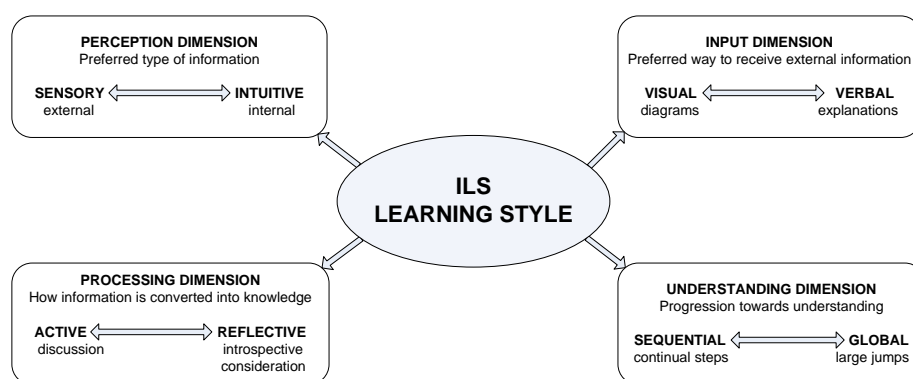 PERCEPTION DIMENSION
Preferred type of information
SENSORY INTUITIVE
external internal
INPUT DIMENSION
Preferred way to receive external information
VISUAL VERBAL
diagrams explanations
ILS
LEARNING STYLE
PROCESSING DIMENSION
How information is converted into knowledge
ACTIVE REFLECTIVE
discussion introspective
consideration
UNDERSTANDING DIMENSION
Progression towards understanding
SEQUENTIAL GLOBAL
continual steps large jumps